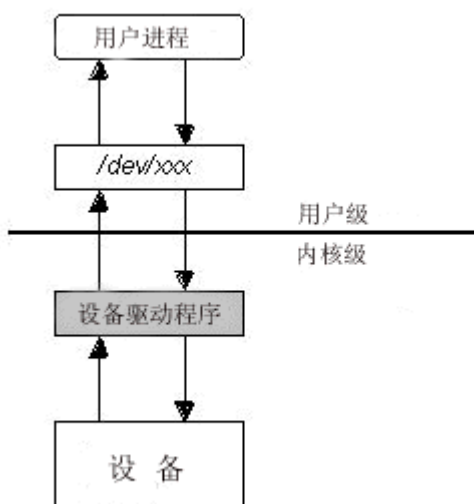 用户进程
/dev/xxx
用户级
内核级
设备驱动程序
设 备